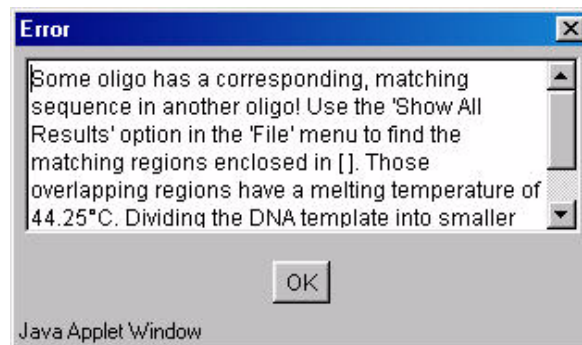 Error
Some oligo has a corresponding, matching
sequence in another oligo! Use the 'Show All
Results' option in the 'File' menu to find the
matching regions enclosed in []. Those
overlapping regions have a melting temperature of
44.25°C. Dividing the DNA template into smaller
OK
Java Applet Window